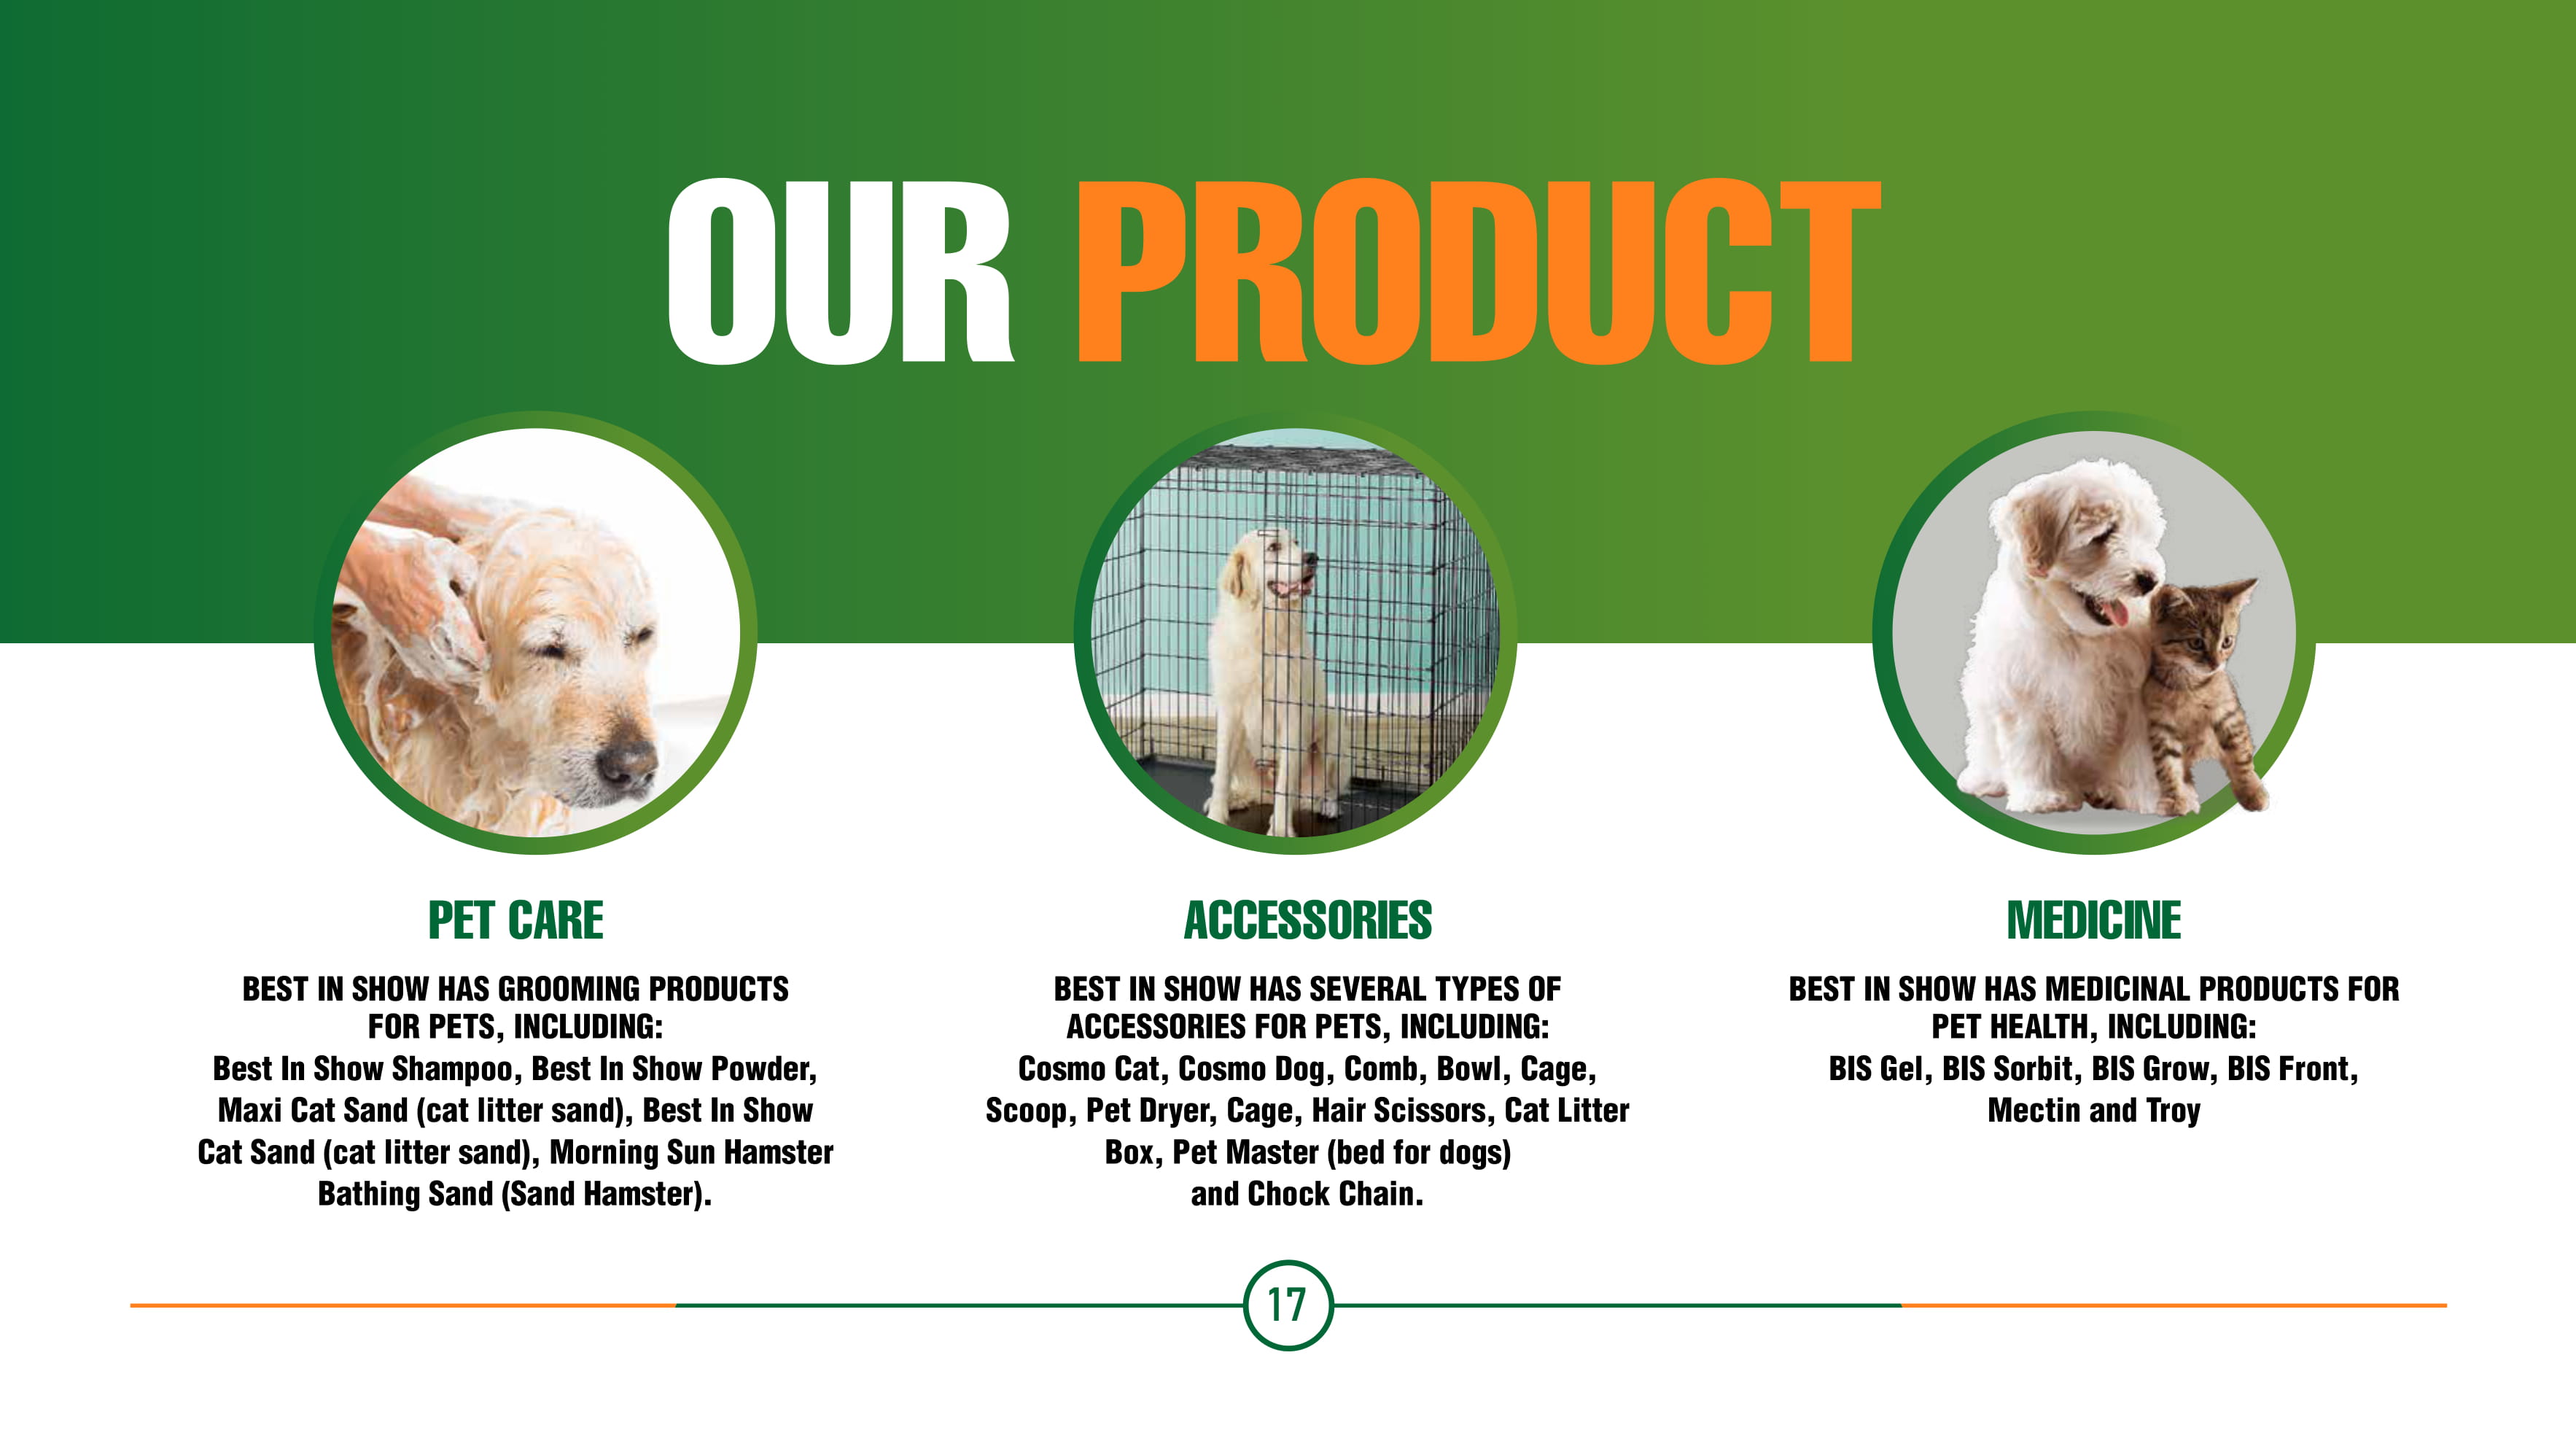 OUR PRODUCT
PET CARE
BEST IN SHOW HAS GROOMING PRODUCTS
FOR PETS, INCLUDING:
Best In Show Shampoo, Best In Show Powder,
Maxi Cat Sand (cat litter sand), Best In Show
Cat Sand (cat litter sand), Morning Sun Hamster
Bathing Sand (Sand Hamster).
ACCESSORIES
BEST IN SHOW HAS SEVERAL TYPES OF
ACCESSORIES FOR PETS, INCLUDING:
Cosmo Cat, Cosmo Dog, Comb, Bowl, Cage,
Scoop, Pet Dryer, Cage, Hair Scissors, Cat Litter
Box, Pet Master (bed for dogs)
and Chock Chain.
MEDICINE
BEST IN SHOW HAS MEDICINAL PRODUCTS FOR
PET HEALTH, INCLUDING:
BIS Gel, BIS Sorbit, BIS Grow, BIS Front,
Mectin and Troy
17